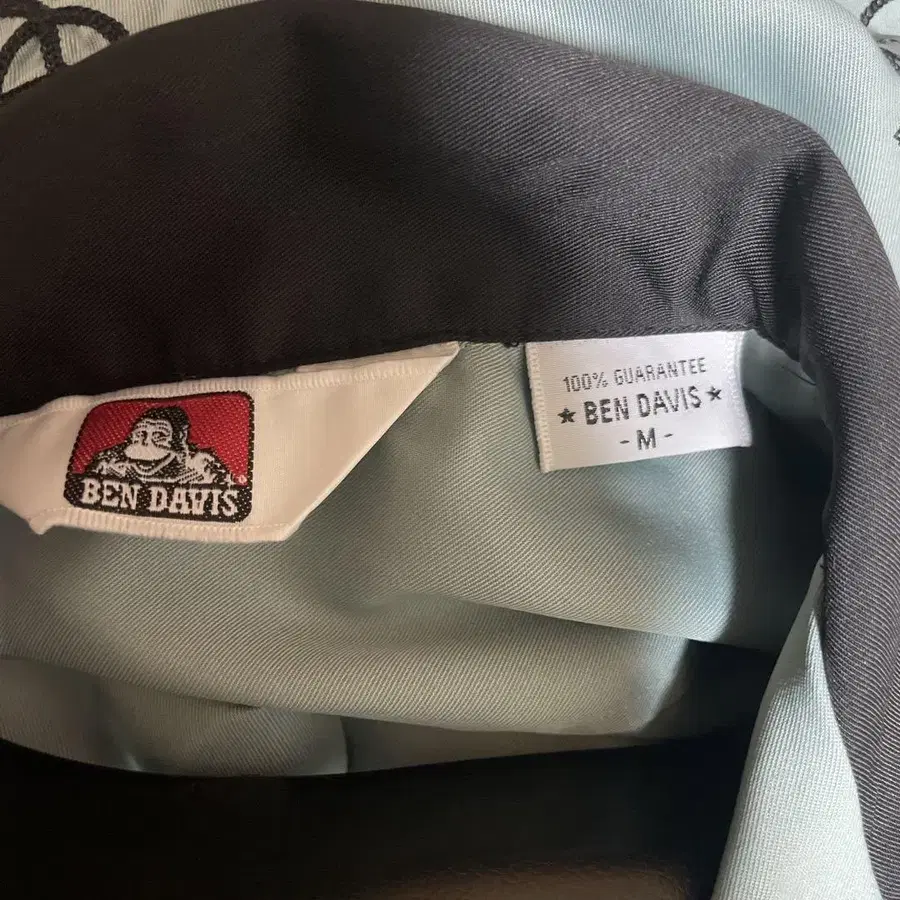 BEN DAVIS
100% GUARANTEE
★ BEN DAVIS ★
- M -